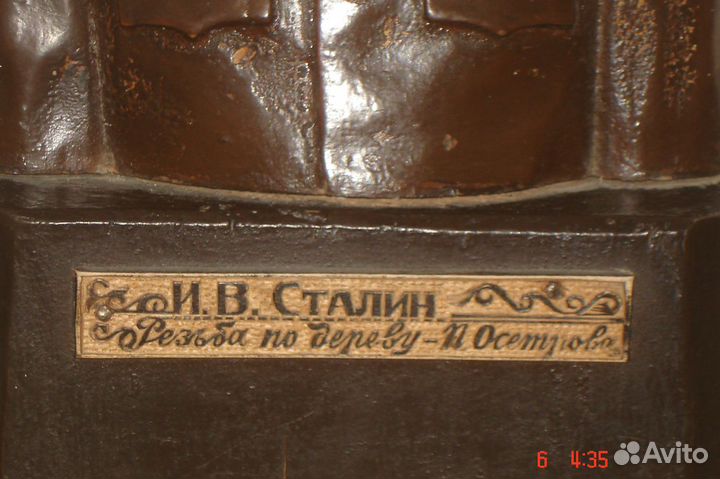 И. В. Сталин
Резьба по дереву – П Осетрова
6 4:35
Avito